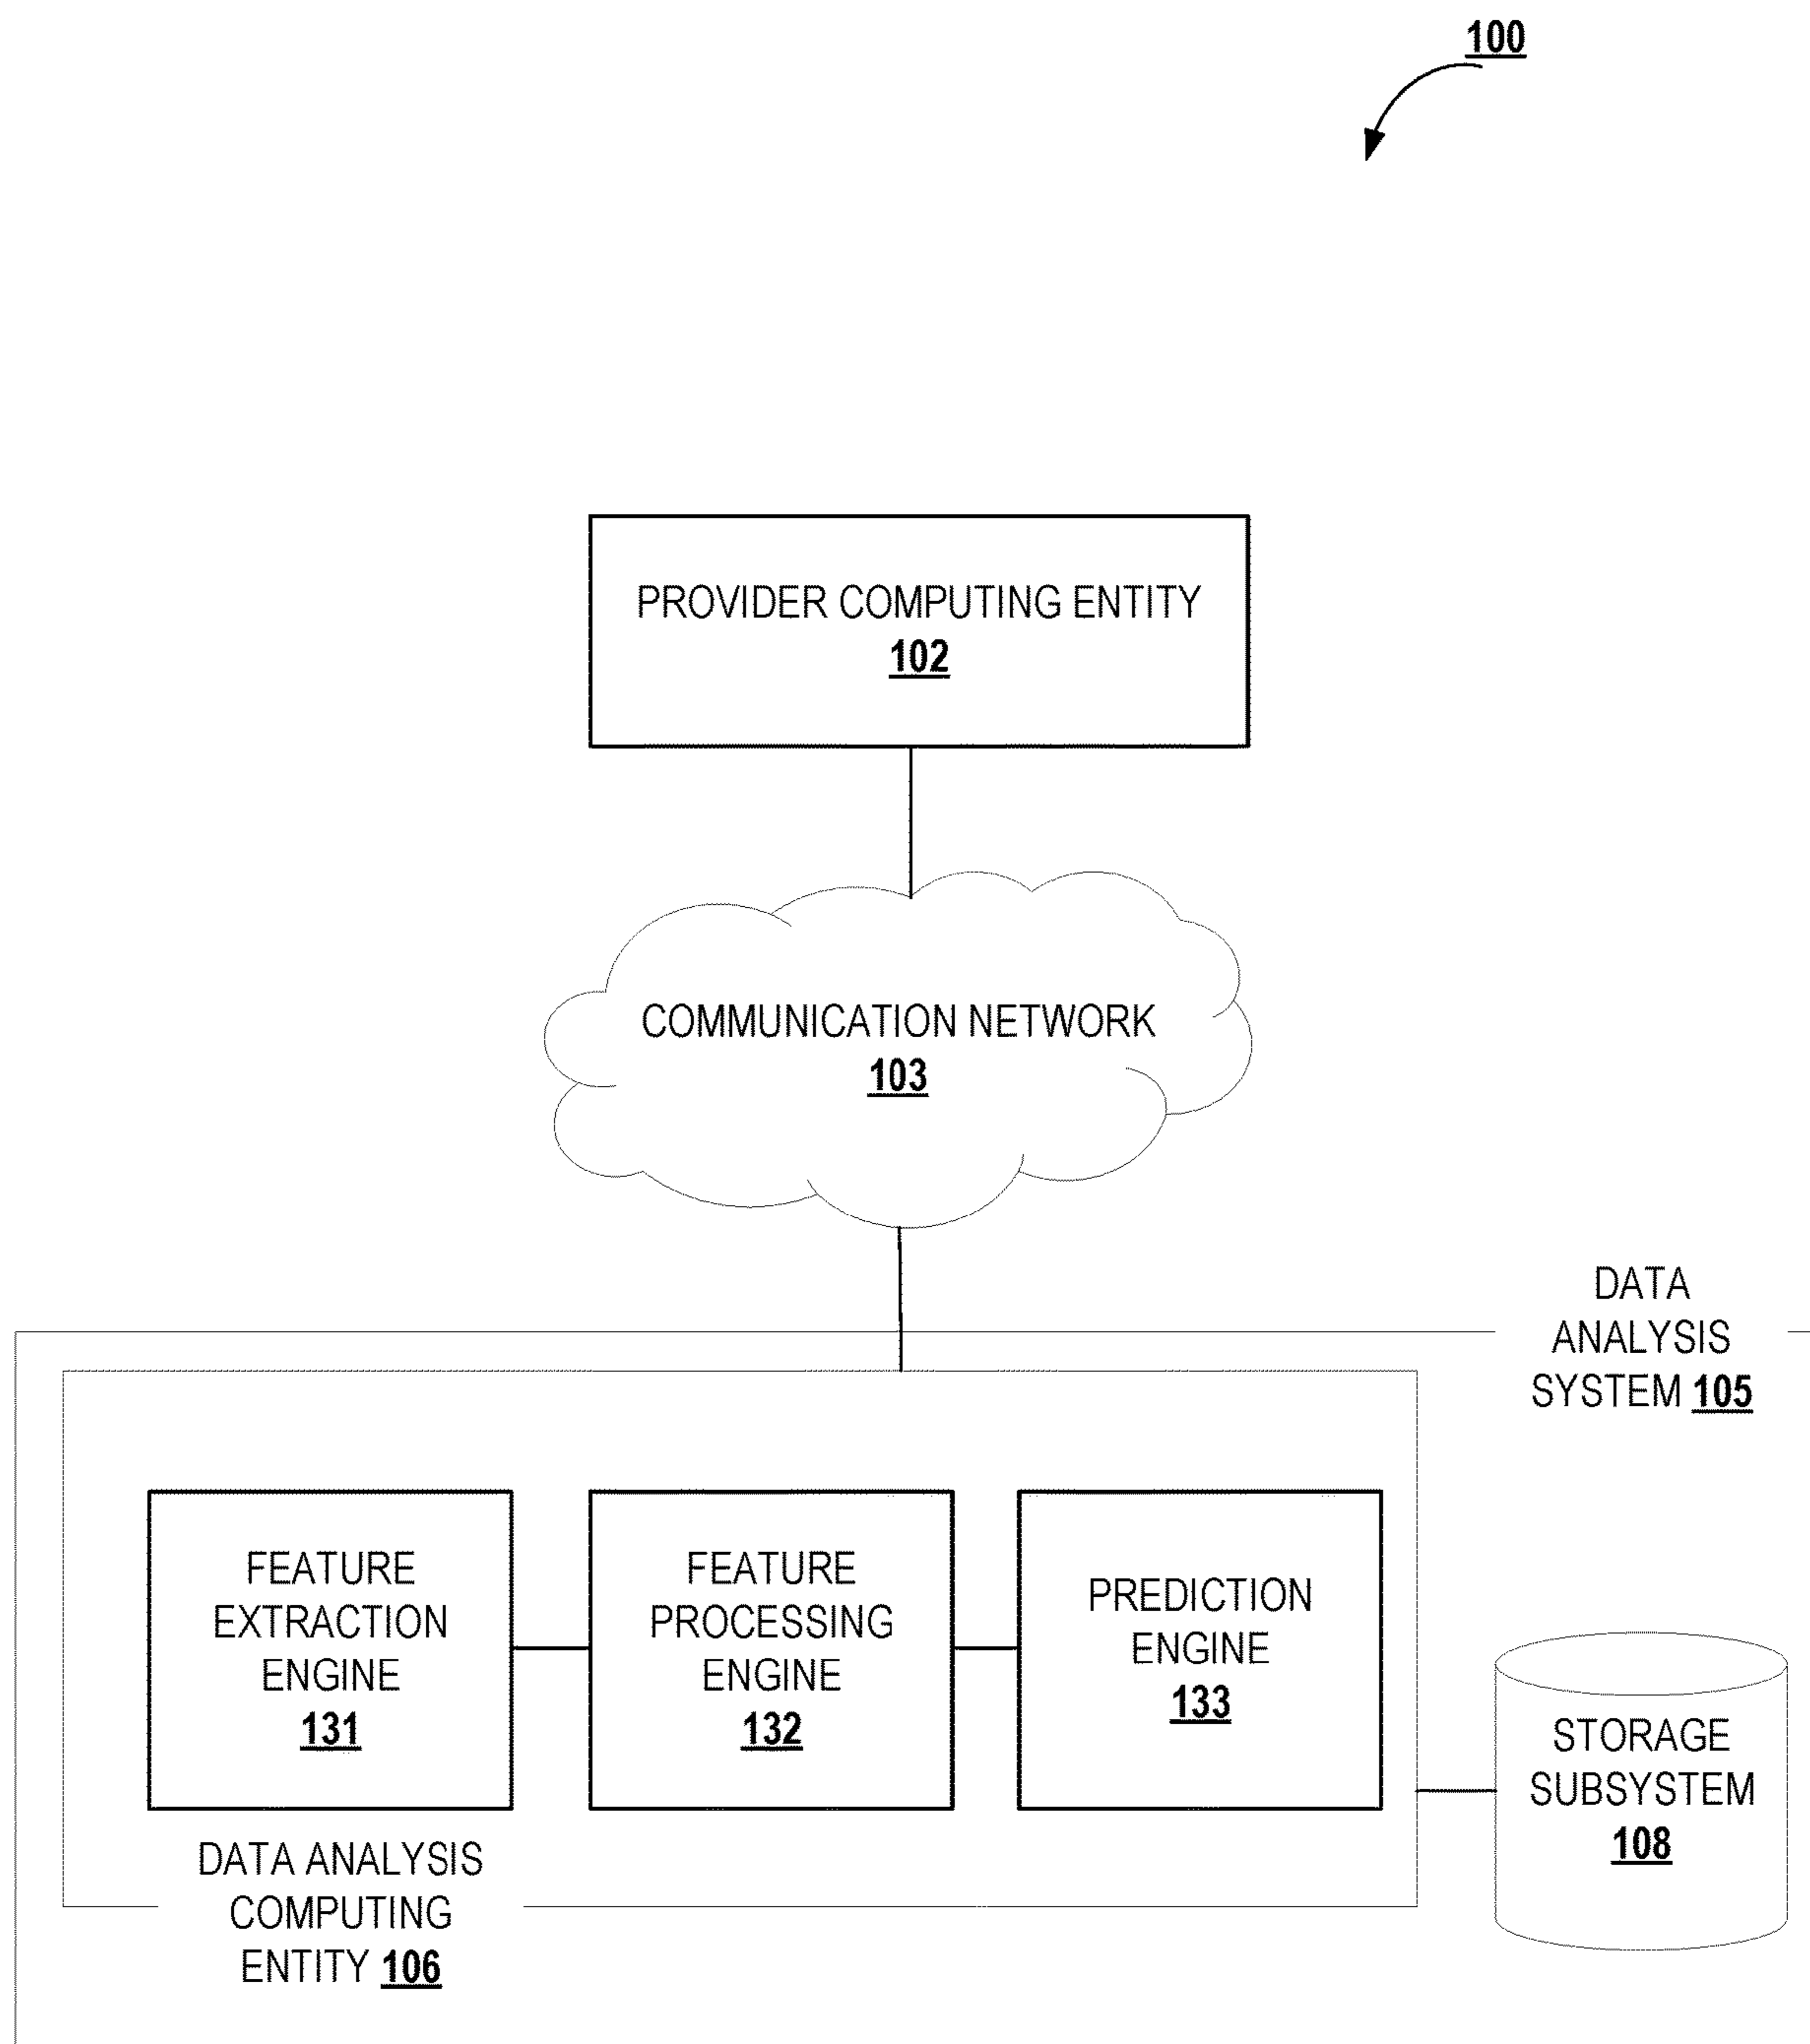 100
PROVIDER COMPUTING ENTITY
102
COMMUNICATION NETWORK
103
DATA
ANALYSIS
SYSTEM 105
FEATURE
EXTRACTION
ENGINE
131
FEATURE
PROCESSING
ENGINE
132
PREDICTION
ENGINE
133
STORAGE
SUBSYSTEM
108
DATA ANALYSIS
COMPUTING
ENTITY 106